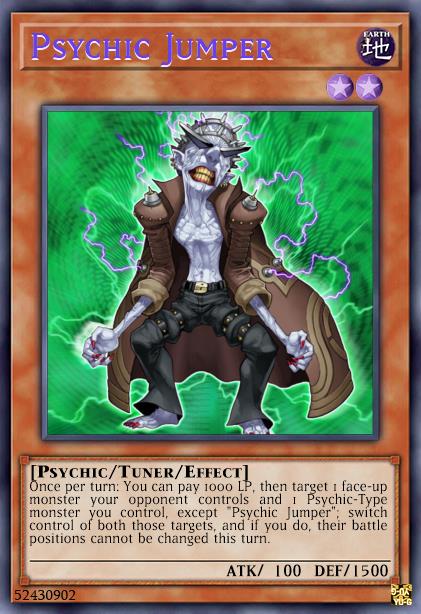 PSYCHIC JUMPER
EARTH
地
[PSYCHIC/TUNER/EFFECT]
Once per turn: You can pay 1000 LP, then target 1 face-up
monster your opponent controls and 1 Psychic-Type
monster you control, except "Psychic Jumper"; switch
control of both those targets, and if you do, their battle
positions cannot be changed this turn.
ATK/ 100 DEF/1500
52430902